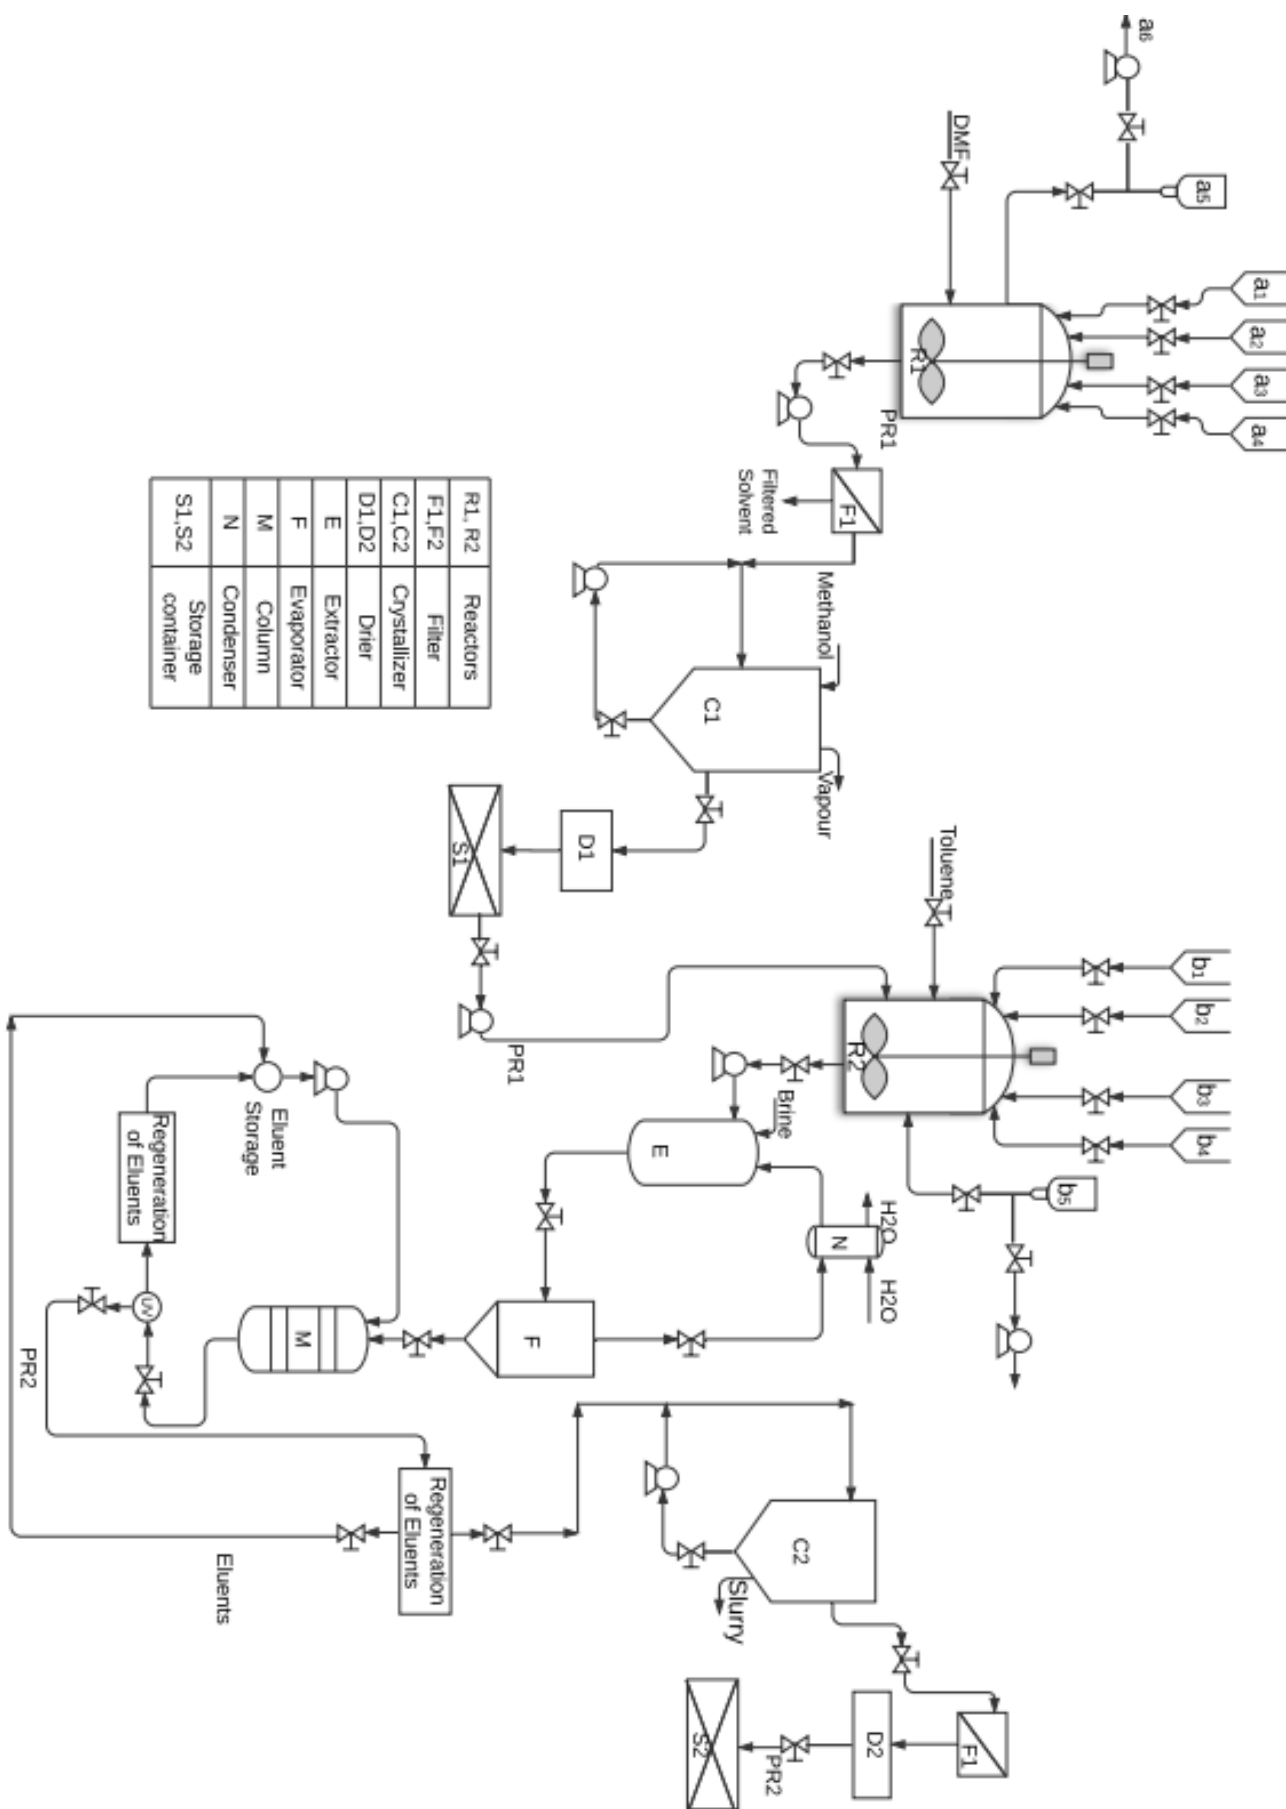 a6
a5
DMF
a1
a2
a3
a4
R1
PR1
F1
Filtered
Solvent
Methanol
C1
Vapour
D1
S1
PR1
R1, R2 Reactors
F1,F2 Filter
C1,C2 Crystallizer
D1,D2 Drier
E Extractor
F Evaporator
M Column
N Condenser
S1,S2 Storage
container
Toluene
b1
b2
b3
b4
b5
R2
Brine
E
H2O
H2O
N
F
M
Eluent
Storage
Regeneration
of Eluents
UV
PR2
Regeneration
of Eluents
Eluents
C2
Slurry
F1
D2
PR2
S2